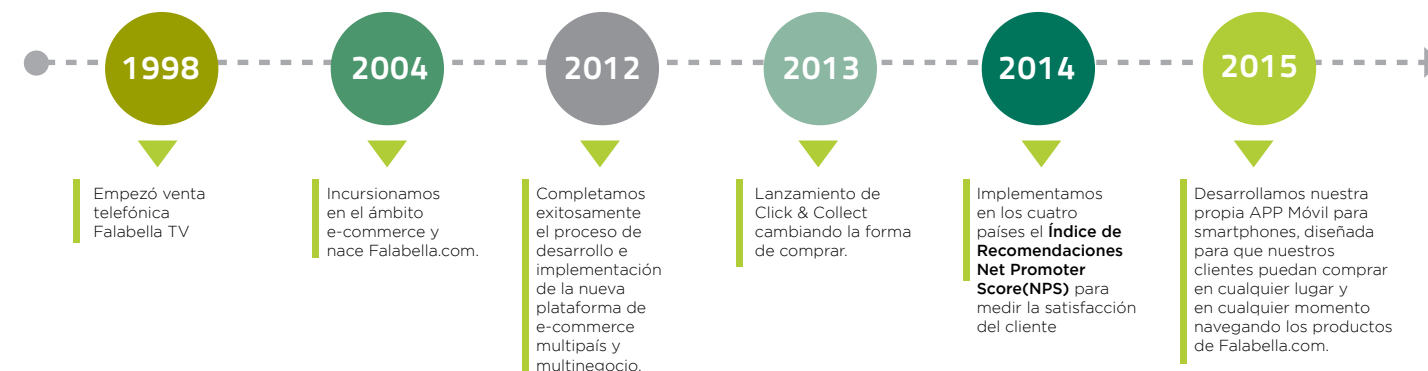 1998
2004
2012
2013
2014
2015
Empezó venta
telefónica
Falabella TV
Incursionamos
en el ámbito
e-commerce y
nace Falabella.com.
Completamos
exitosamente
el proceso de
desarrollo e
implementación
de la nueva
plataforma de
e-commerce
multipaís y
multinegocio.
Lanzamiento de
Click & Collect
cambiando la forma
de comprar.
Implementamos
en los cuatro
países el Índice de
Recomendaciones
Net Promoter
Score(NPS) para
medir la satisfacción
del cliente
Desarrollamos nuestra
propia APP Móvil para
smartphones, diseñada
para que nuestros
clientes puedan comprar
en cualquier lugar y
en cualquier momento
navegando los productos
de Falabella.com.